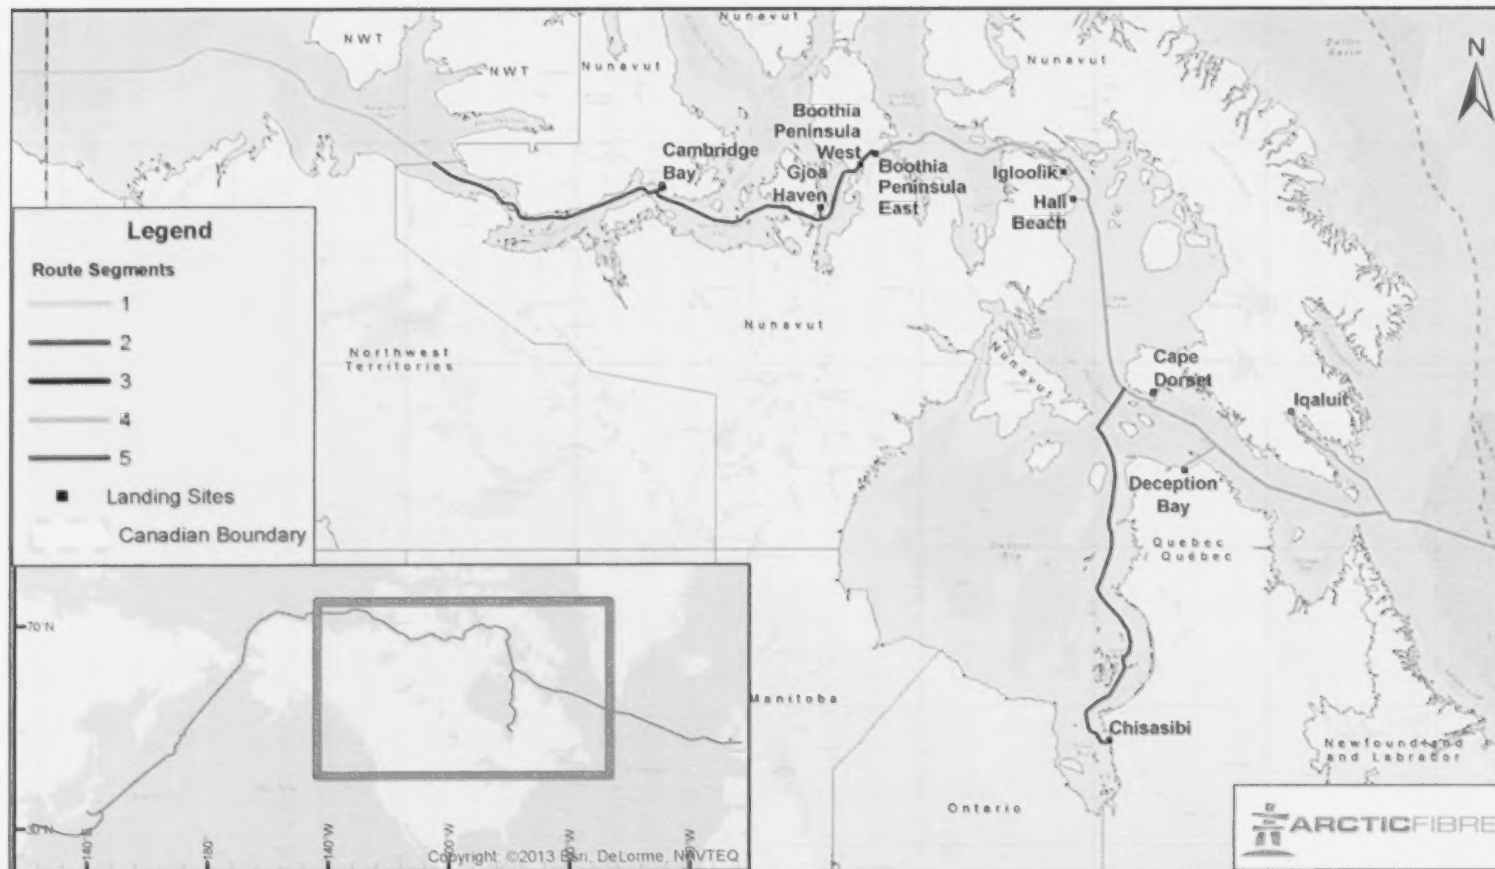 Nunavut
Nunavut
NWT
NWT
Nunavut
N
Boothia
Peninsula
West
Cambridge
Bay
Gjoa
Haven
Boothia
Peninsula
East
Igloolik
Hall
Beach
Legend
Route Segments
1
2
3
4
5
Landing Sites
Canadian Boundary
Nunavut
Northwest
Territories
Nunavut
Cape
Dorset
Iqaluit
Deception
Bay
Quebec
Québec
Manitoba
Chisasibi
Newfoundland
and Labrador
Ontario
70°N
30°N
140°E
180°
140°W
Copyright: ©2013 Esri, DeLorme, NAVTEQ
ARCTICFIBRE